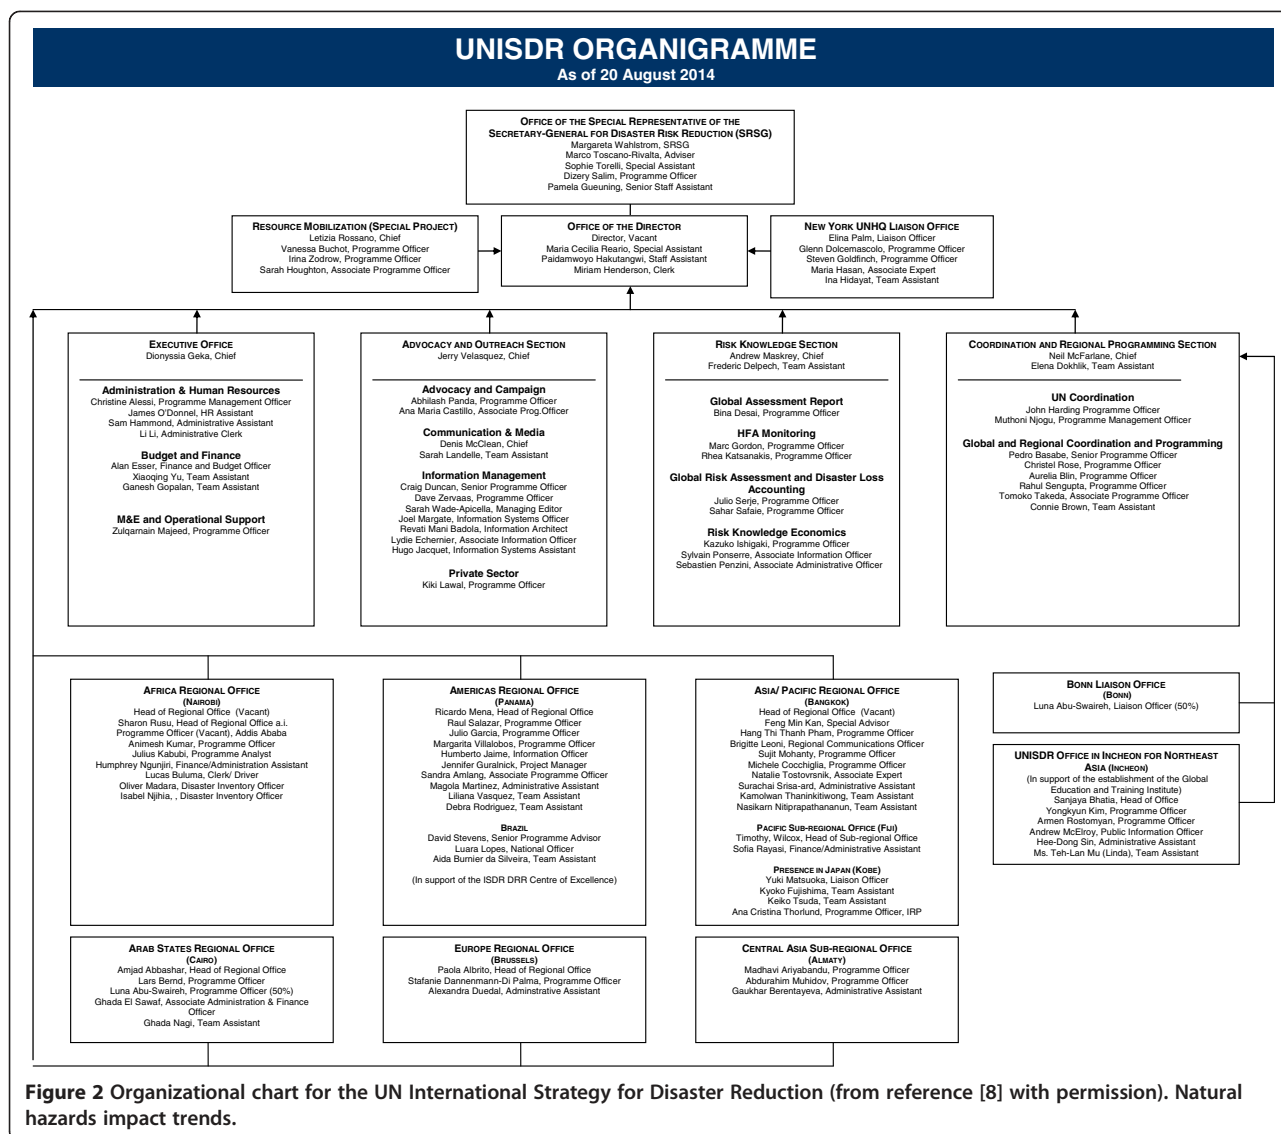 UNISDR ORGANIGRAMME
As of 20 August 2014
OFFICE OF THE SPECIAL REPRESENTATIVE OF THE
SECRETARY-GENERAL FOR DISASTER RISK REDUCTION (SRSG)
Margareta Wahlstrom, SRSG
Marco Toscano-Rivalta, Adviser
Sophie Torelli, Special Assistant
Dizery Salim, Programme Officer
Pamela Gueuning, Senior Staff Assistant
RESOURCE MOBILIZATION (SPECIAL PROJECT)
Letizia Rossano, Chief
Vanessa Buchot, Programme Officer
Irina Zodrow, Programme Officer
Sarah Houghton, Associate Programme Officer
OFFICE OF THE DIRECTOR
Director, Vacant
Maria Cecilia Reario, Special Assistant
Paidamwoyo Hakutangwi, Staff Assistant
Miriam Henderson, Clerk
NEW YORK UNHQ LIAISON OFFICE
Elina Palm, Liaison Officer
Glenn Dolcemascolo, Programme Officer
Steven Goldfinch, Programme Officer
Maria Hasan, Associate Expert
Ina Hidayat, Team Assistant
EXECUTIVE OFFICE
Dionyssia Geka, Chief
Administration & Human Resources
Christine Alessi, Programme Management Officer
James O'Donnel, HR Assistant
Sam Hammond, Administrative Assistant
Li Li, Administrative Clerk
Budget and Finance
Alan Esser, Finance and Budget Officer
Xiaoqing Yu, Team Assistant
Ganesh Gopalan, Team Assistant
M&E and Operational Support
Zulqarnain Majeed, Programme Officer
ADVOCACY AND OUTREACH SECTION
Jerry Velasquez, Chief
Advocacy and Campaign
Abhilash Panda, Programme Officer
Ana Maria Castillo, Associate Prog.Officer
Communication & Media
Denis McClean, Chief
Sarah Landelle, Team Assistant
Information Management
Craig Duncan, Senior Programme Officer
Dave Zervaas, Programme Officer
Sarah Wade-Apicella, Managing Editor
Joel Margate, Information Systems Officer
Revati Mani Badola, Information Architect
Lydie Echernier, Associate Information Officer
Hugo Jacquet, Information Systems Assistant
Private Sector
Kiki Lawal, Programme Officer
RISK KNOWLEDGE SECTION
Andrew Maskrey, Chief
Frederic Delpech, Team Assistant
Global Assessment Report
Bina Desai, Programme Officer
HFA Monitoring
Marc Gordon, Programme Officer
Rhea Katsanakis, Programme Officer
Global Risk Assessment and Disaster Loss
Accounting
Julio Serje, Programme Officer
Sahar Safaie, Programme Officer
Risk Knowledge Economics
Kazuko Ishigaki, Programme Officer
Sylvain Ponserre, Associate Information Officer
Sebastien Penzini, Associate Administrative Officer
COORDINATION AND REGIONAL PROGRAMMING SECTION
Neil McFarlane, Chief
Elena Dokhlik, Team Assistant
UN Coordination
John Harding Programme Officer
Muthoni Njogu, Programme Management Officer
Global and Regional Coordination and Programming
Pedro Basabe, Senior Programme Officer
Christel Rose, Programme Officer
Aurelia Blin, Programme Officer
Rahul Sengupta, Programme Officer
Tomoko Takeda, Associate Programme Officer
Connie Brown, Team Assistant
AFRICA REGIONAL OFFICE
(NAIROBI)
Head of Regional Office (Vacant)
Sharon Rusu, Head of Regional Office a.i.
Programme Officer (Vacant), Addis Ababa
Animesh Kumar, Programme Officer
Julius Kabubi, Programme Analyst
Humphrey Ngunjiri, Finance/Administration Assistant
Lucas Buluma, Clerk/ Driver
Oliver Madara, Disaster Inventory Officer
Isabel Njihia, , Disaster Inventory Officer
AMERICAS REGIONAL OFFICE
(PANAMA)
Ricardo Mena, Head of Regional Office
Raul Salazar, Programme Officer
Julio Garcia, Programme Officer
Margarita Villalobos, Programme Officer
Humberto Jaime, Information Officer
Jennifer Guralnick, Project Manager
Sandra Amlang, Associate Programme Officer
Magola Martinez, Administrative Assistant
Liliana Vasquez, Team Assistant
Debra Rodriguez, Team Assistant
BRAZIL
David Stevens, Senior Programme Advisor
Luara Lopes, National Officer
Aida Burnier da Silveira, Team Assistant
(In support of the ISDR DRR Centre of Excellence)
ASIA/ PACIFIC REGIONAL OFFICE
(BANGKOK)
Head of Regional Office (Vacant)
Feng Min Kan, Special Advisor
Hang Thi Thanh Pham, Programme Officer
Brigitte Leoni, Regional Communications Officer
Sujit Mohanty, Programme Officer
Michele Cocchiglia, Programme Officer
Natalie Tostovrsnik, Associate Expert
Surachai Srisa-ard, Administrative Assistant
Kamolwan Thaninkitiwong, Team Assistant
Nasikarn Nitiprapathananun, Team Assistant
PACIFIC SUB-REGIONAL OFFICE (FIJI)
Timothy, Wilcox, Head of Sub-regional Office
Sofia Rayasi, Finance/Administrative Assistant
PRESENCE IN JAPAN (KOBE)
Yuki Matsuoka, Liaison Officer
Kyoko Fujishima, Team Assistant
Keiko Tsuda, Team Assistant
Ana Cristina Thorlund, Programme Officer, IRP
BONN LIAISON OFFICE
(BONN)
Luna Abu-Swaireh, Liaison Officer (50%)
UNISDR OFFICE IN INCHEON FOR NORTHEAST
ASIA (INCHEON)
(In support of the establishment of the Global
Education and Training Institute)
Sanjaya Bhatia, Head of Office
Yongkyun Kim, Programme Officer
Armen Rostomyan, Programme Officer
Andrew McElroy, Public Information Officer
Hee-Dong Sin, Administrative Assistant
Ms. Teh-Lan Mu (Linda), Team Assistant
ARAB STATES REGIONAL OFFICE
(CAIRO)
Amjad Abbashar, Head of Regional Office
Lars Bernd, Programme Officer
Luna Abu-Swaireh, Programme Officer (50%)
Ghada El Sawaf, Associate Administration & Finance
Officer
Ghada Nagi, Team Assistant
EUROPE REGIONAL OFFICE
(BRUSSELS)
Paola Albrito, Head of Regional Office
Stafanie Dannenmann-Di Palma, Programme Officer
Alexandra Duedal, Adminstrative Assistant
CENTRAL ASIA SUB-REGIONAL OFFICE
(ALMATY)
Madhavi Ariyabandu, Programme Officer
Abdurahim Muhidov, Programme Officer
Gaukhar Berentayeva, Administrative Assistant
Figure 2 Organizational chart for the UN International Strategy for Disaster Reduction (from reference [8] with permission). Natural
hazards impact trends.